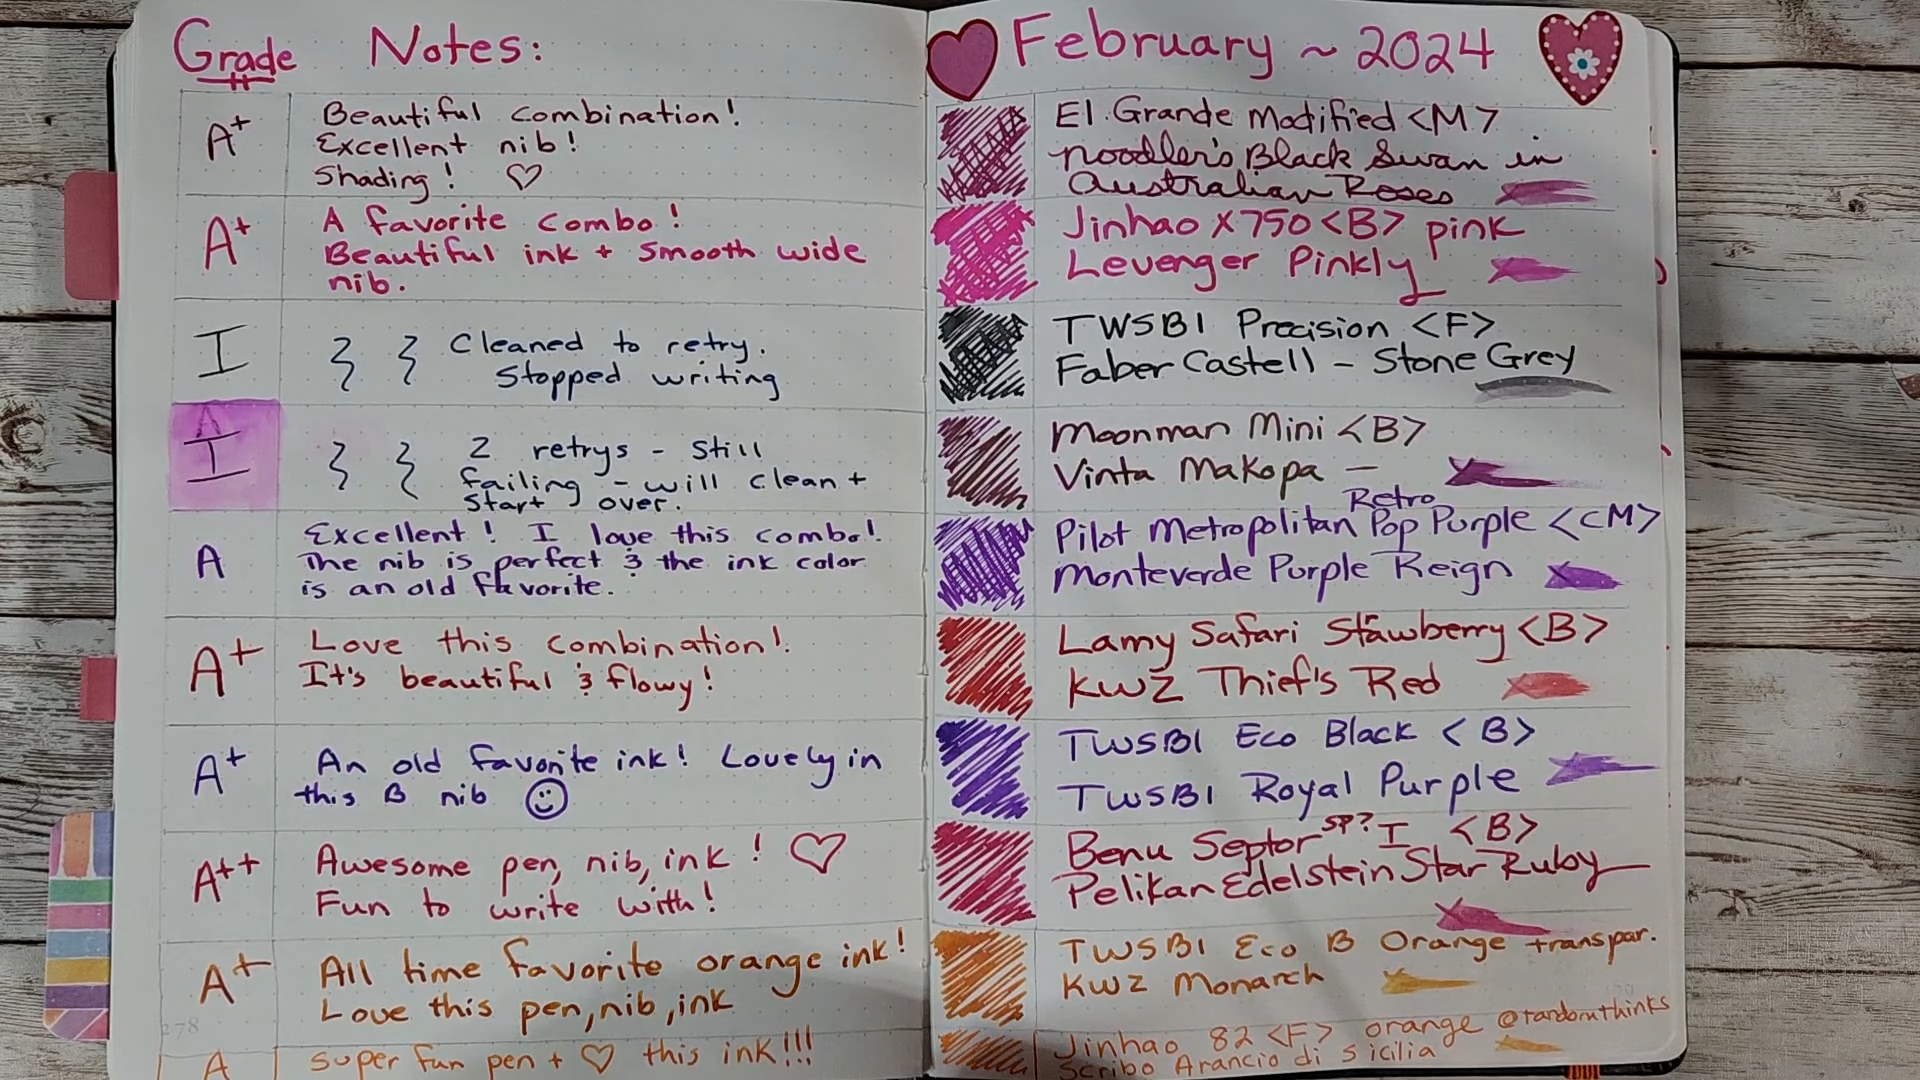 Grade Notes:
A+
Beautiful combination!
Excellent nib!
Shading! ♡
A+
A favorite combo!
Beautiful ink + smooth wide
nib.
I
Cleaned to retry.
Stopped writing
I
2 retrys - still
failing - will clean +
start over.
A
Excellent! I love this combo!
The nib is perfect & the ink color
is an old favorite.
A+
Love this combination!
It's beautiful & flowy!
A+
An old favorite ink! Lovely in
this B nib ☺
A++
Awesome pen, nib, ink! ♡
Fun to write with!
A+
All time favorite orange ink!
Love this pen, nib, ink
278
A
Super fun pen + ♡ this ink!!!
February ~ 2024
El Grande Modified <M>
Noodler's Black Swan in
Australian Roses
Jinhao X750 <B> pink
Levenger Pinkly
TWSBI Precision <F>
Faber Castell - Stone Grey
Moonman Mini <B>
Vinta Makopa -
Retro
Pilot Metropolitan Pop Purple <CM>
Monteverde Purple Reign
Lamy Safari Stawberry <B>
KWZ Thief's Red
TWSBI Eco Black <B>
TWSBI Royal Purple
Benu Septor SP? I <B>
Pelikan Edelstein Star Ruby
TWSBI Eco B Orange transpar.
KWZ Monarch
Jinhao 82 <F> orange @tardomthinks
Scribo Arancio di Sicilia